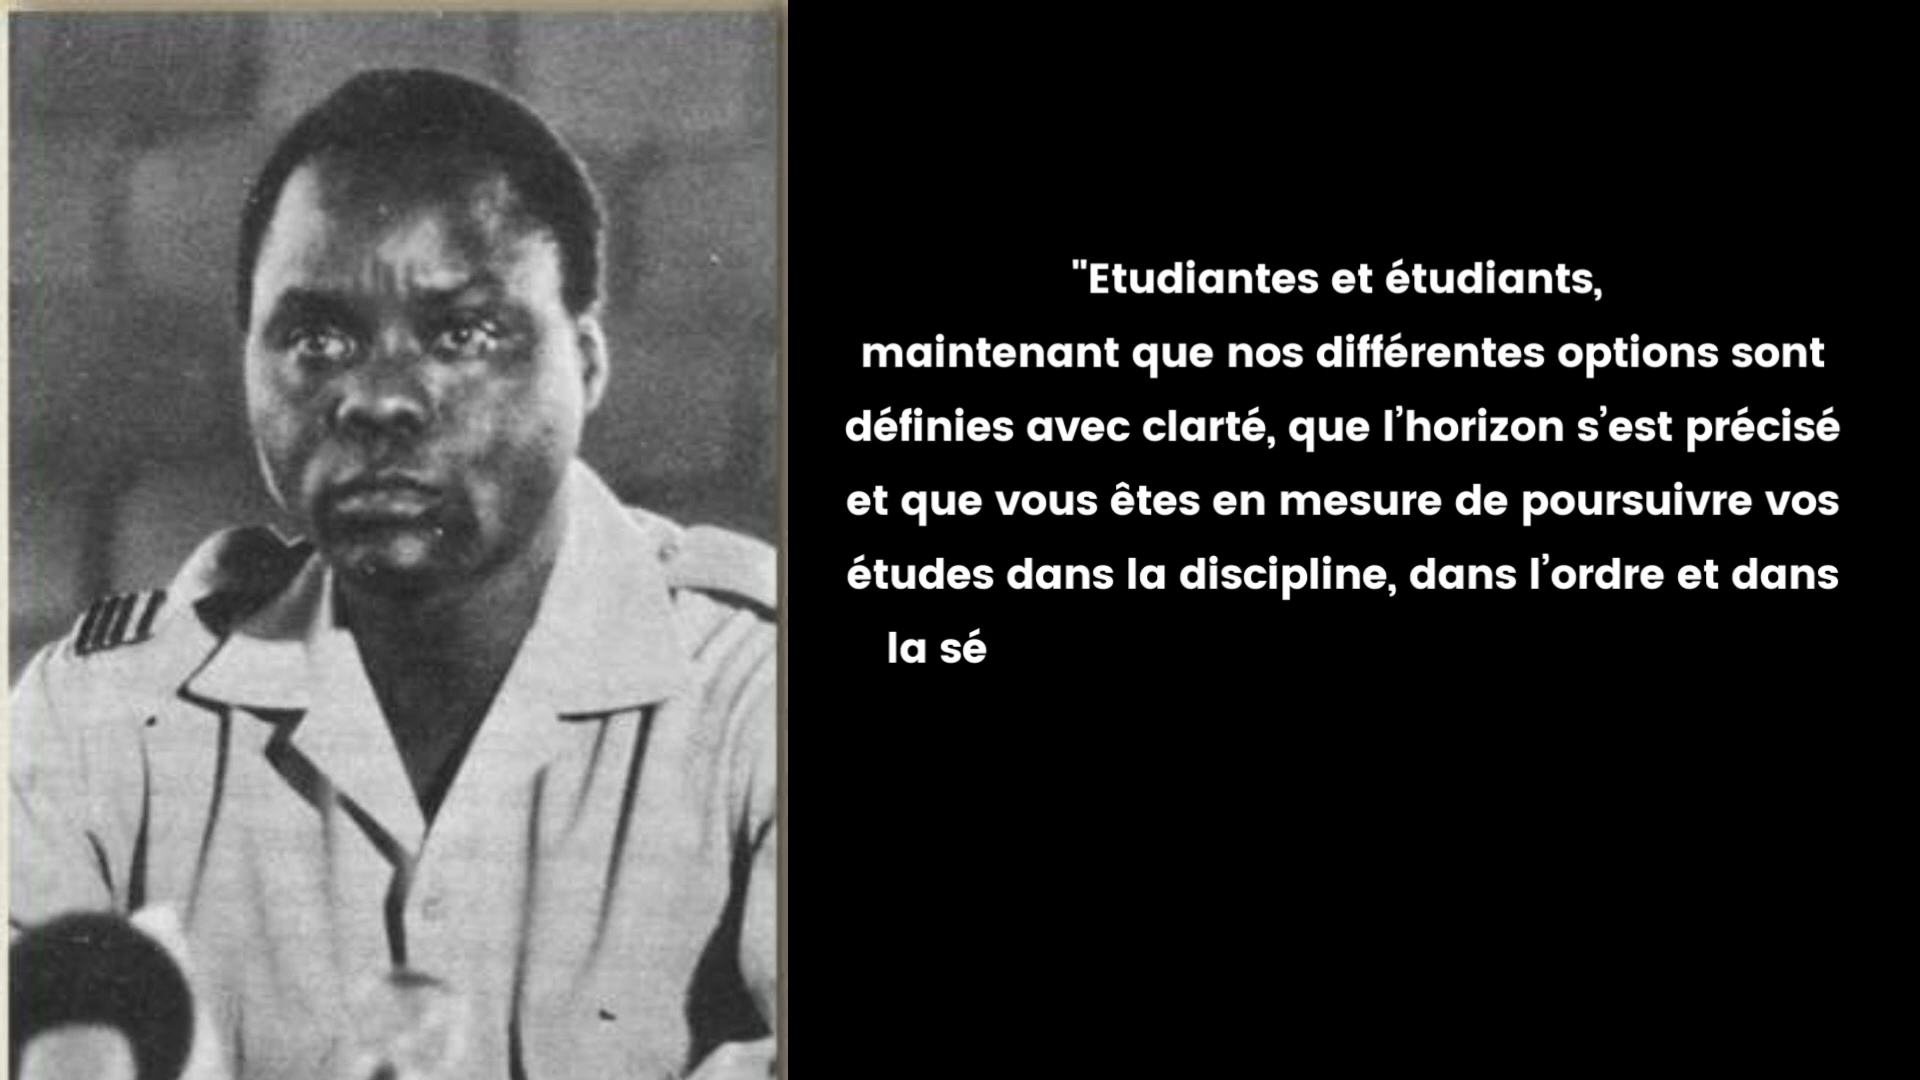 "Etudiantes et étudiants,
maintenant que nos différentes options sont
définies avec clarté, que l’horizon s’est précisé
et que vous êtes en mesure de poursuivre vos
études dans la discipline, dans l’ordre et dans
la sé